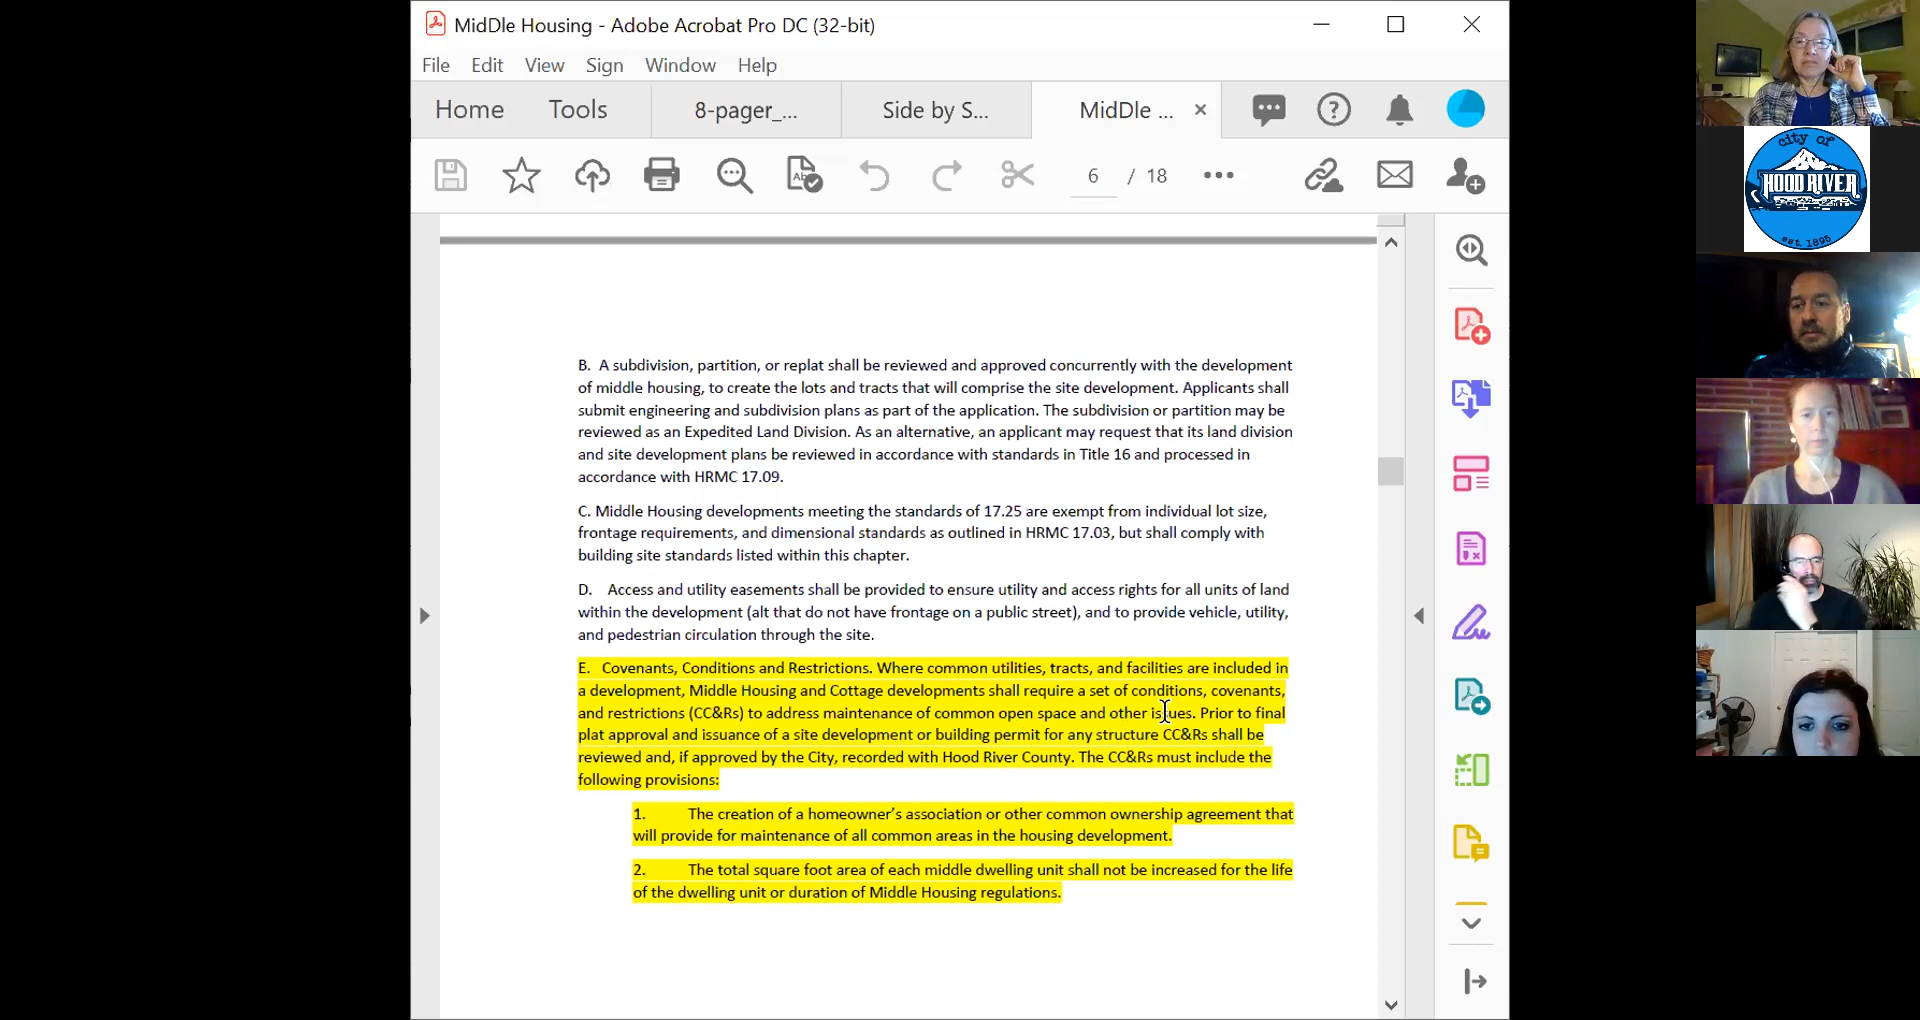 MidDle Housing - Adobe Acrobat Pro DC (32-bit)
File Edit View Sign Window Help
Home Tools 8-pager_... Side by S... MidDle ...
6 / 18
B. A subdivision, partition, or replat shall be reviewed and approved concurrently with the development
of middle housing, to create the lots and tracts that will comprise the site development. Applicants shall
submit engineering and subdivision plans as part of the application. The subdivision or partition may be
reviewed as an Expedited Land Division. As an alternative, an applicant may request that its land division
and site development plans be reviewed in accordance with standards in Title 16 and processed in
accordance with HRMC 17.09.
C. Middle Housing developments meeting the standards of 17.25 are exempt from individual lot size,
frontage requirements, and dimensional standards as outlined in HRMC 17.03, but shall comply with
building site standards listed within this chapter.
D. Access and utility easements shall be provided to ensure utility and access rights for all units of land
within the development (alt that do not have frontage on a public street), and to provide vehicle, utility,
and pedestrian circulation through the site.
E. Covenants, Conditions and Restrictions. Where common utilities, tracts, and facilities are included in
a development, Middle Housing and Cottage developments shall require a set of conditions, covenants,
and restrictions (CC&Rs) to address maintenance of common open space and other issues. Prior to final
plat approval and issuance of a site development or building permit for any structure CC&Rs shall be
reviewed and, if approved by the City, recorded with Hood River County. The CC&Rs must include the
following provisions:
1. The creation of a homeowner’s association or other common ownership agreement that
will provide for maintenance of all common areas in the housing development.
2. The total square foot area of each middle dwelling unit shall not be increased for the life
of the dwelling unit or duration of Middle Housing regulations.
city of
HOOD RIVER
est. 1895